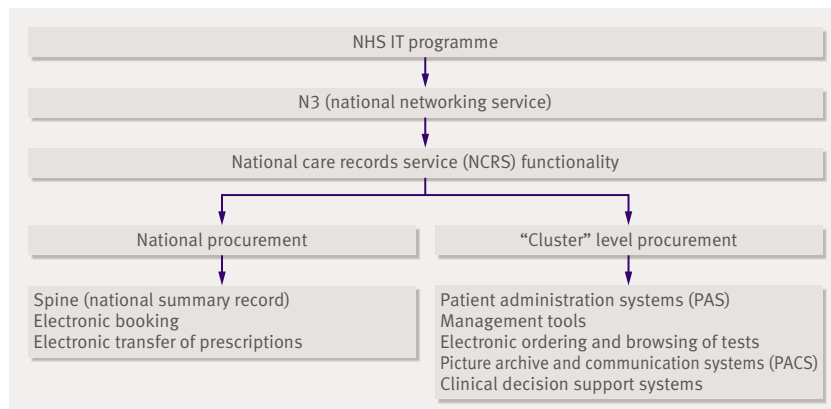 NHS IT programme
N3 (national networking service)
National care records service (NCRS) functionality
National procurement
“Cluster” level procurement
Spine (national summary record)
Electronic booking
Electronic transfer of prescriptions
Patient administration systems (PAS)
Management tools
Electronic ordering and browsing of tests
Picture archive and communication systems (PACS)
Clinical decision support systems